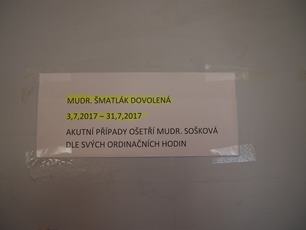 MUDR. ŠMATLÁK DOVOLENÁ
3,7,2017 – 31,7,2017
AKUTNÍ PŘÍPADY OŠETŘÍ MUDR. SOŠKOVÁ
DLE SVÝCH ORDINAČNÍCH HODIN